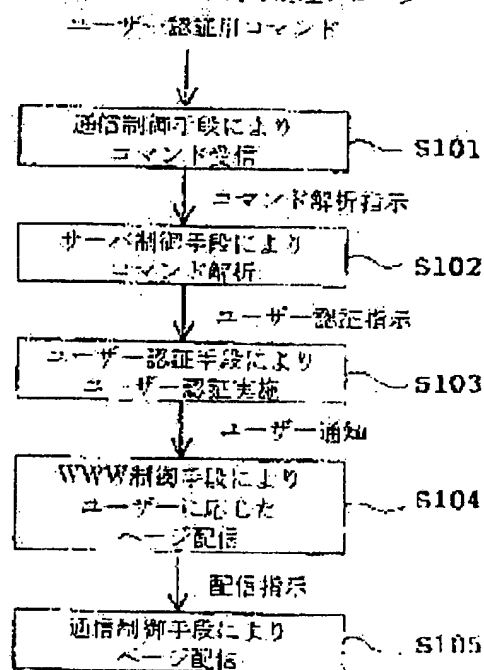 ユーザー認証用コマンド
通信制御手段により
コマンド受信
S101
コマンド解析指示
サーバ制御手段により
コマンド解析
S102
ユーザー認証指示
ユーザー認証手段により
ユーザー認証実施
S103
ユーザー通知
WWW制御手段により
ユーザーに応じた
ページ配信
S104
配信指示
通信制御手段により
ページ配信
S105